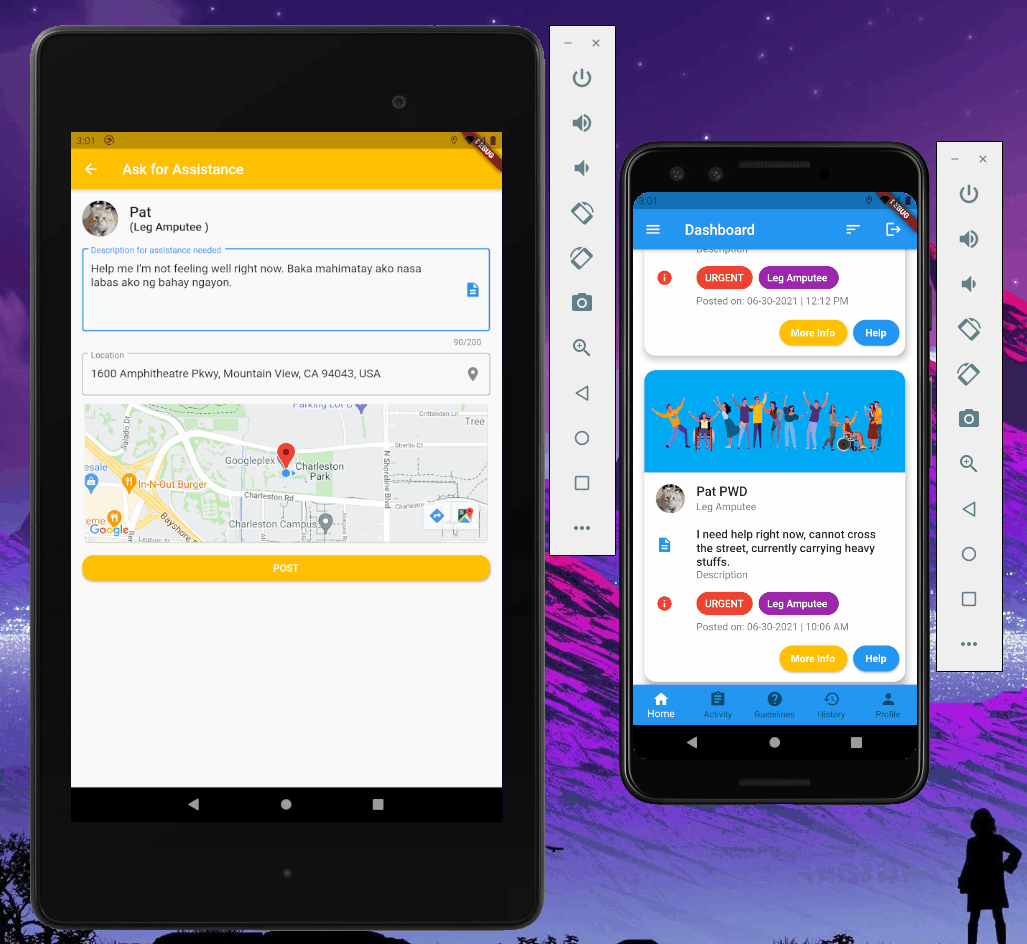 3:01
DEBUG
Ask for Assistance
Pat
(Leg Amputee )
Description for assistance needed
Help me I'm not feeling well right now. Baka mahimatay ako nasa
labas ako ng bahay ngayon.
90/200
Location
1600 Amphitheatre Pkwy, Mountain View, CA 94043, USA
Parking Lot C
Crittenden Ln
Tree
Salado Dr
Stierlin Ct
Googleplex
Charleston
Park
N Shoreline Blvd
esale
In-N-Out Burger
Charleston Rd
Charleston
eme
Charleston Campus
Bayshore
Google
POST
3:01
DEBUG
Dashboard
Description
URGENT
Leg Amputee
Posted on: 06-30-2021 | 12:12 PM
More Info
Help
Pat PWD
Leg Amputee
I need help right now, cannot cross
the street, currently carrying heavy
stuffs.
Description
URGENT
Leg Amputee
Posted on: 06-30-2021 | 10:06 AM
More Info
Help
Home
Activity
Guidelines
History
Profile